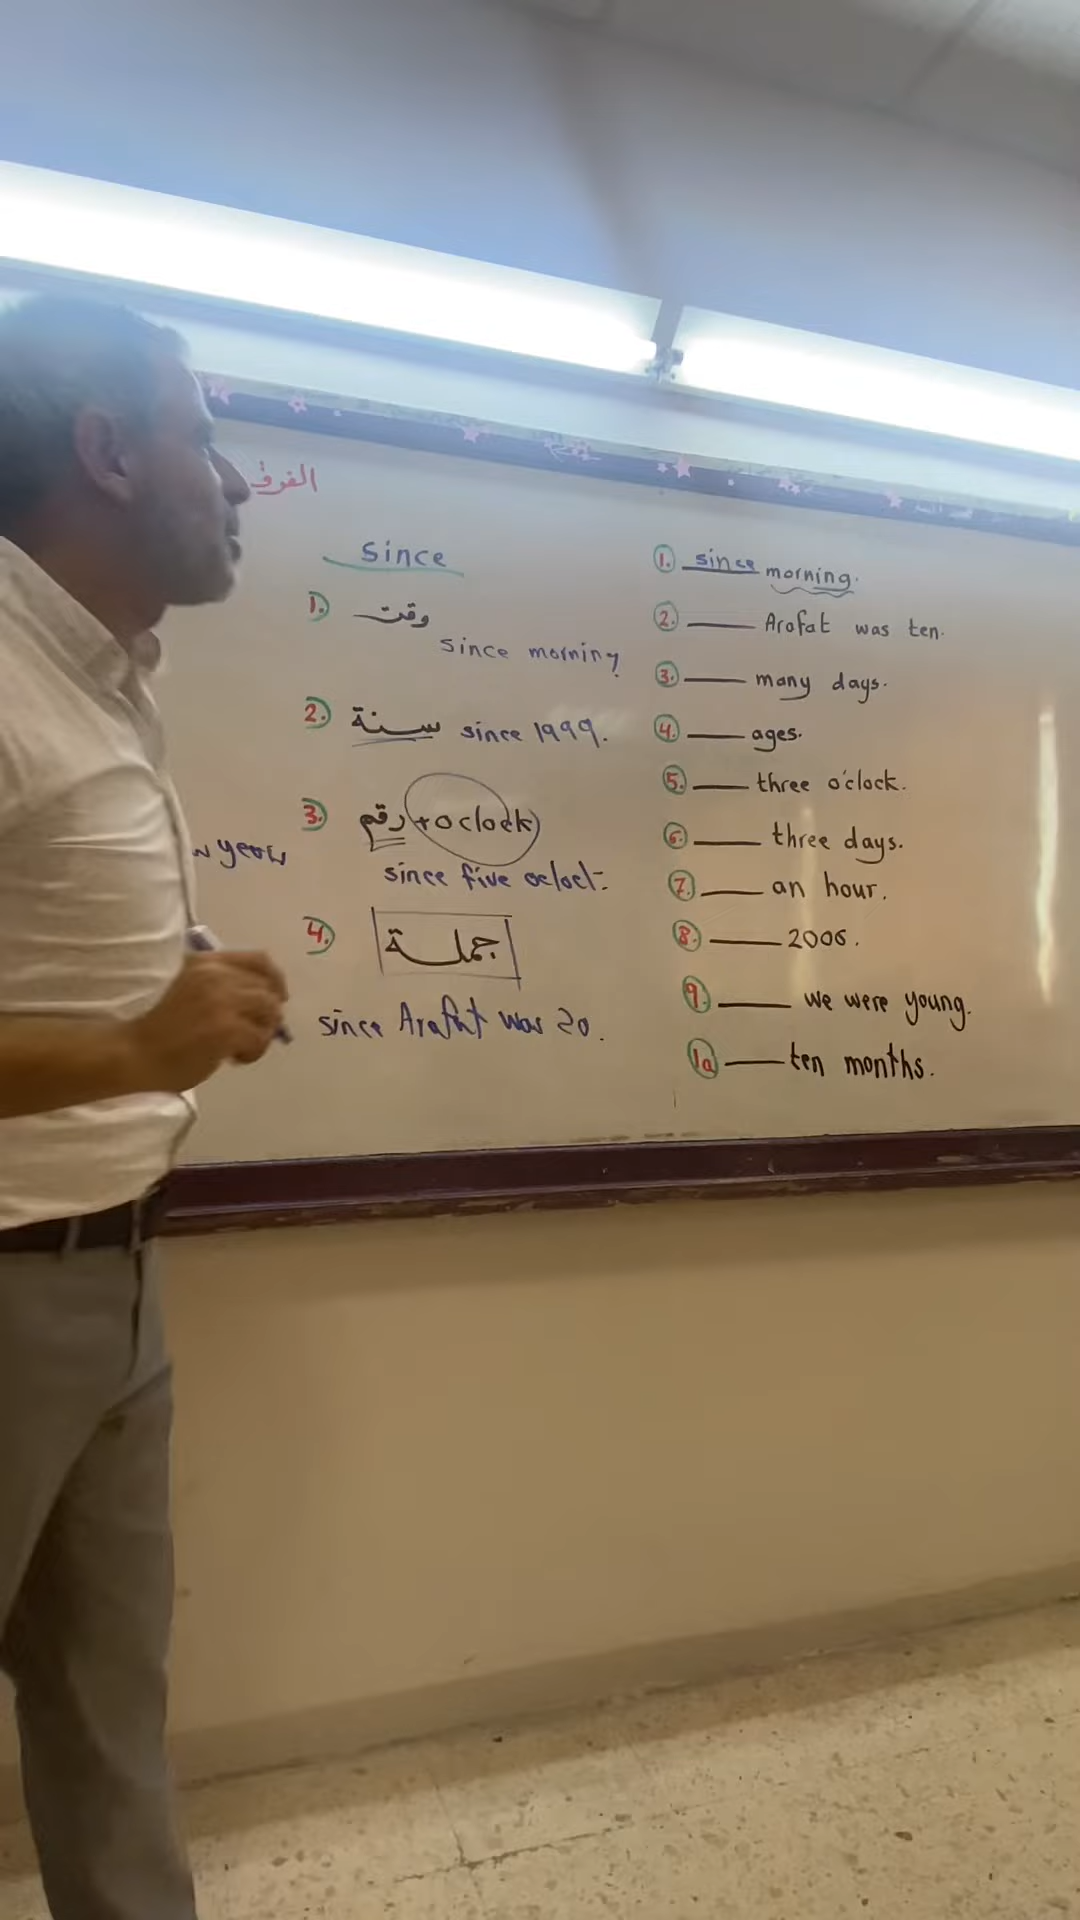 الفرق
since
1. وقت
since morning
2. سنة since 1999.
3. رقم + oclock
since five oclock
4. جملة
since Arafat was 20.
1. since morning.
2. ____ Arafat was ten.
3. ____ many days.
4. ____ ages.
5. ____ three o'clock.
6. ____ three days.
7. ____ an hour.
8. ____ 2006.
9. ____ we were young.
10 ____ ten months.